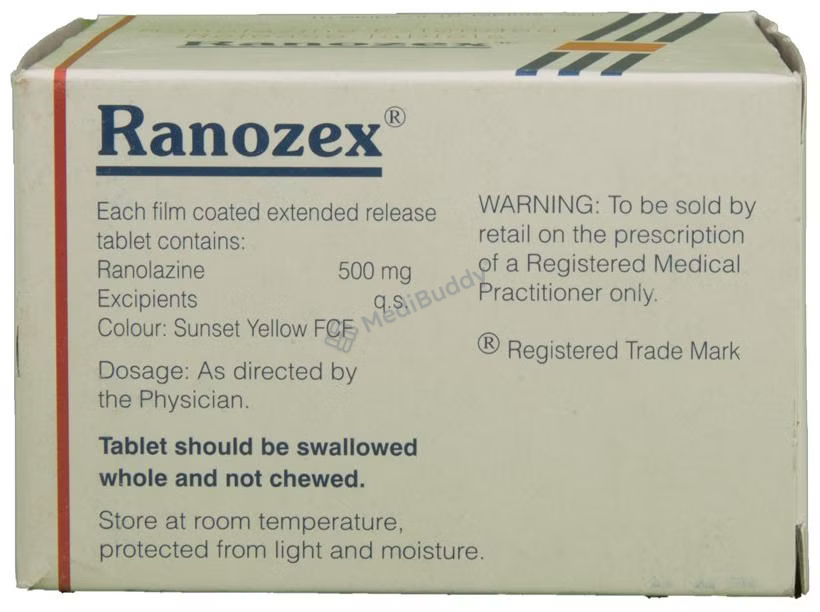 Ranozex®
Ranozex®
Each film coated extended release
tablet contains:
Ranolazine 500 mg
Excipients q.s.
Colour: Sunset Yellow FCF
Dosage: As directed by
the Physician.
Tablet should be swallowed
whole and not chewed.
Store at room temperature,
protected from light and moisture.
WARNING: To be sold by
retail on the prescription
of a Registered Medical
Practitioner only.
® Registered Trade Mark
MediBuddy